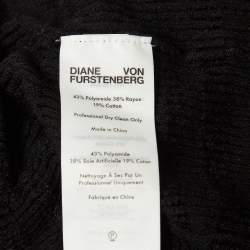 DIANE VON
FURSTENBERG
43% Polyamide 38% Rayon
19% Cotton
Professional Dry Clean Only
Made in China
43% Polyamide
38% Soie Artificielle 19% Coton
Nettoyage À Sec Par Un
Professionnel Uniquement
Fabriqué en Chine
P